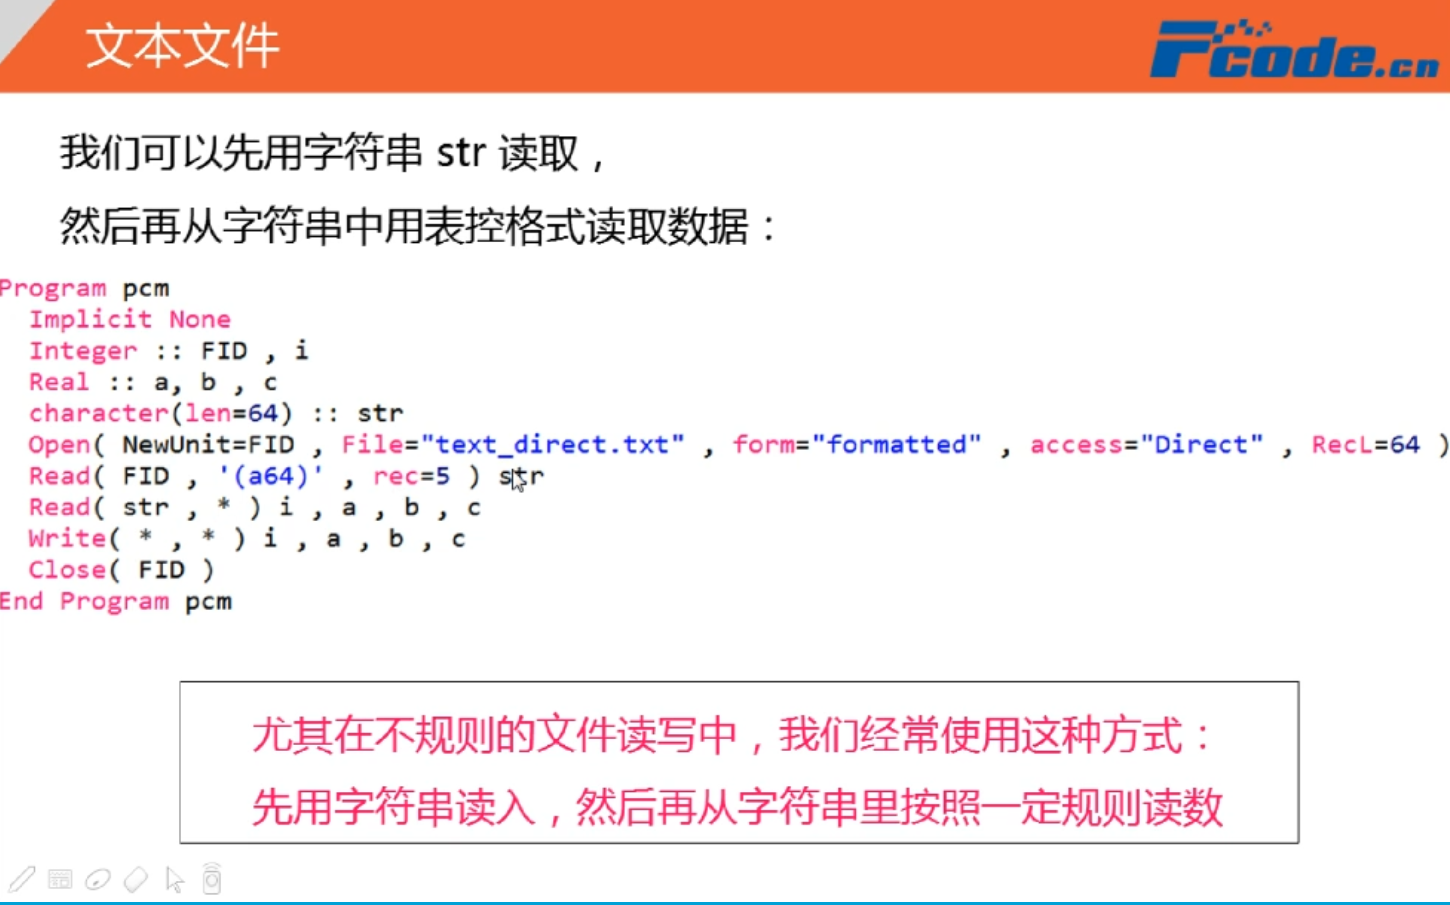 文本文件
Fcode.cn
我们可以先用字符串 str 读取，
然后再从字符串中用表控格式读取数据：
Program pcm
  Implicit None
  Integer :: FID , i
  Real :: a, b , c
  character(len=64) :: str
  Open( NewUnit=FID , File="text_direct.txt" , form="formatted" , access="Direct" , RecL=64 )
  Read( FID , '(a64)' , rec=5 ) str
  Read( str , * ) i , a , b , c
  Write( * , * ) i , a , b , c
  Close( FID )
End Program pcm
尤其在不规则的文件读写中，我们经常使用这种方式：
先用字符串读入，然后再从字符串里按照一定规则读数